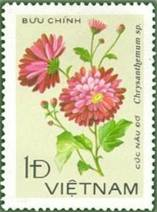 BƯU CHÍNH
Chrysanthemum sp.
CÚC NÂU ĐỎ
1Đ
VIỆTNAM